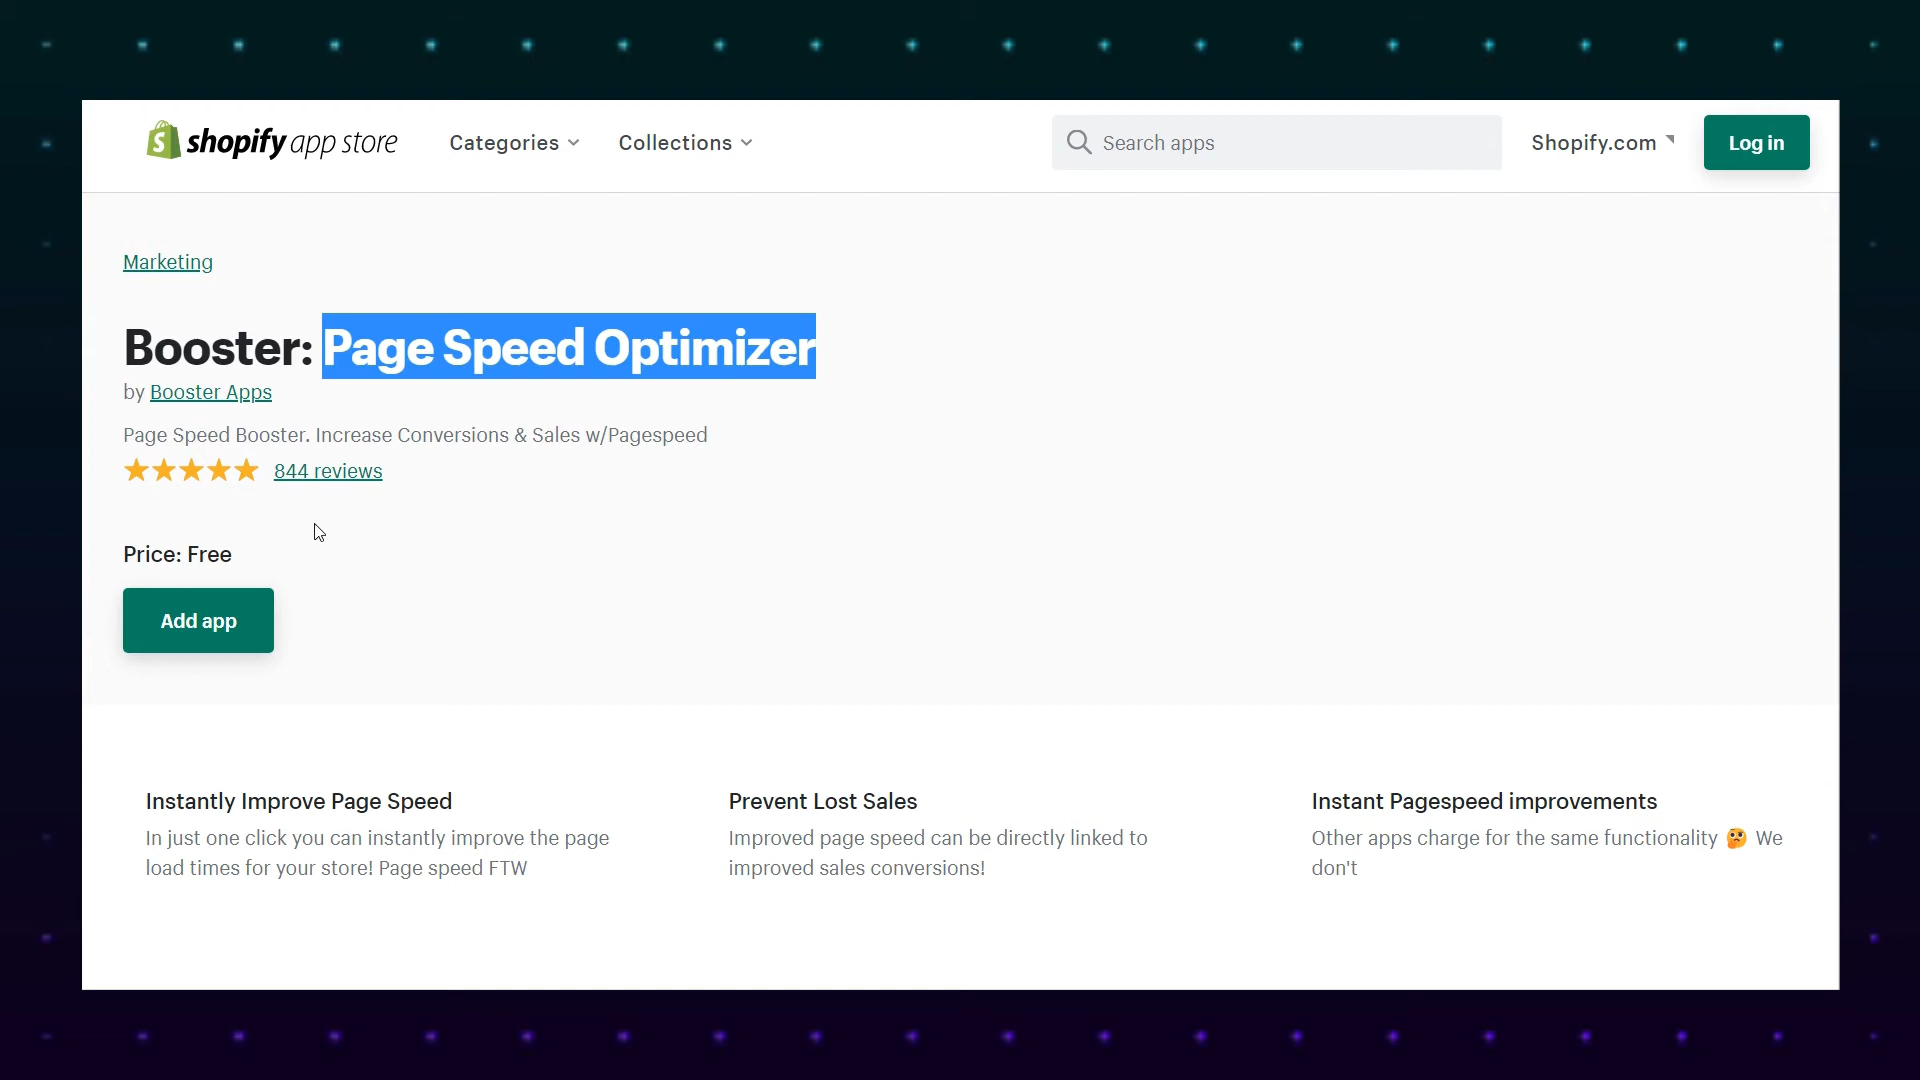 shopify app store Categories Collections Search apps Shopify.com Log in
Marketing
Booster: Page Speed Optimizer
by Booster Apps
Page Speed Booster. Increase Conversions & Sales w/Pagespeed
844 reviews
Price: Free
Add app
Instantly Improve Page Speed
In just one click you can instantly improve the page
load times for your store! Page speed FTW
Prevent Lost Sales
Improved page speed can be directly linked to
improved sales conversions!
Instant Pagespeed improvements
Other apps charge for the same functionality 🤔 We
don't